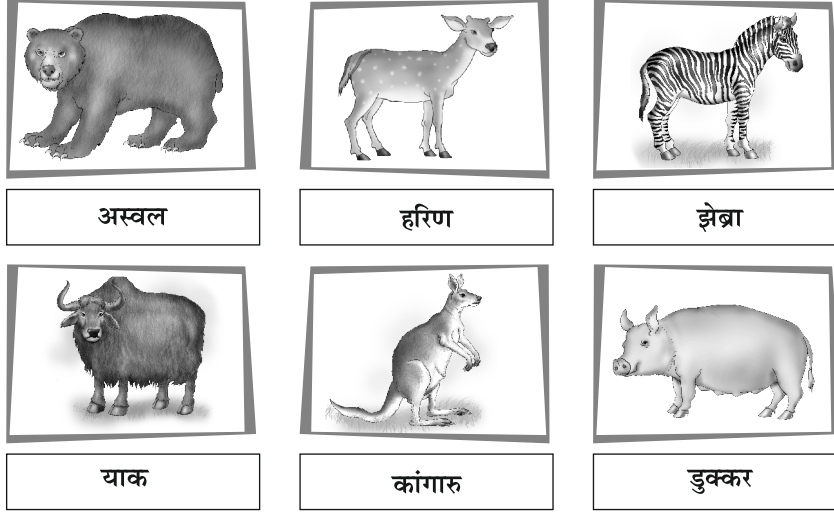 अस्वल
हरिण
झेब्रा
याक
कांगारु
डुक्कर